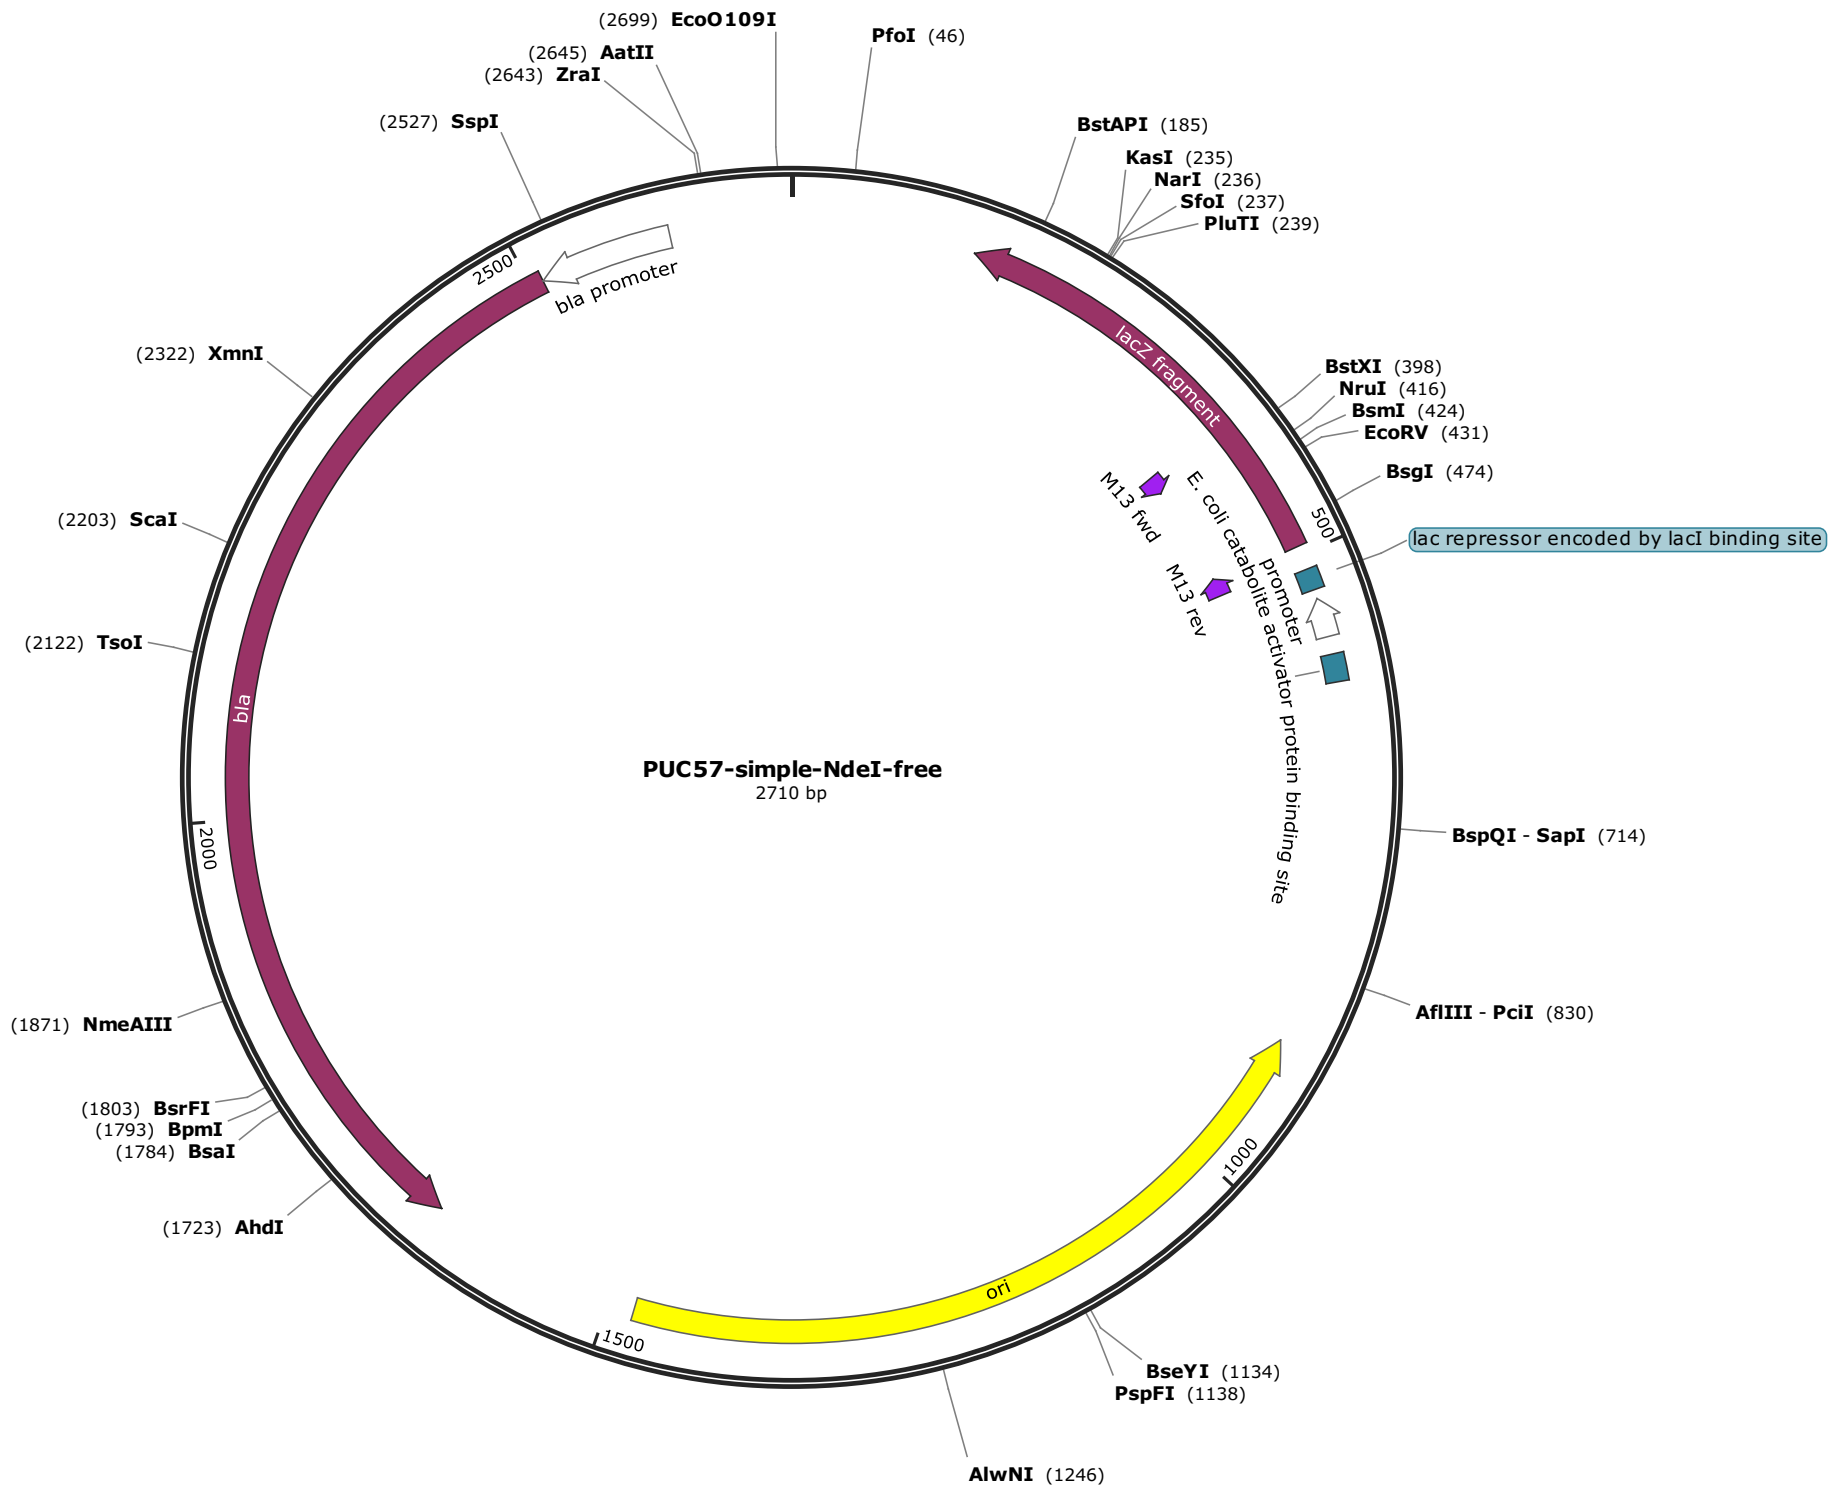 (2699) EcoO109I
PfoI (46)
(2645) AatII
(2643) ZraI
(2527) SspI
BstAPI (185)
KasI (235)
NarI (236)
SfoI (237)
PluTI (239)
bla promoter
2500
lacZ fragment
(2322) XmnI
BstXI (398)
NruI (416)
BsmI (424)
EcoRV (431)
BsgI (474)
500
M13 fwd
E. coli catabolite activator protein binding site
lac repressor encoded by lacI binding site
promoter
M13 rev
(2203) ScaI
(2122) TsoI
bla
PUC57-simple-NdeI-free
2710 bp
2000
BspQI - SapI (714)
AflIII - PciI (830)
(1871) NmeAIII
(1803) BsrFI
(1793) BpmI
(1784) BsaI
(1723) AhdI
1000
ori
1500
BseYI (1134)
PspFI (1138)
AlwNI (1246)